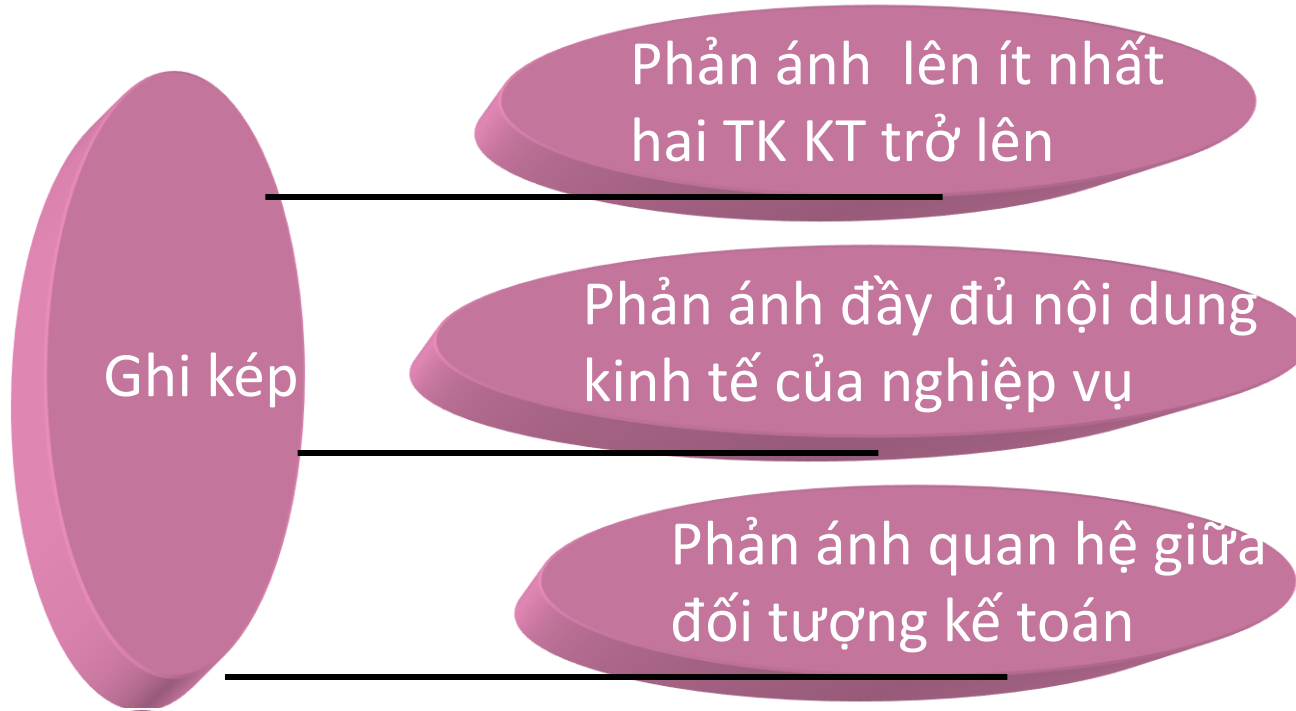 Phản ánh lên ít nhất
hai TK KT trở lên
Phản ánh đầy đủ nội dung
kinh tế của nghiệp vụ
Ghi kép
Phản ánh quan hệ giữa
đối tượng kế toán